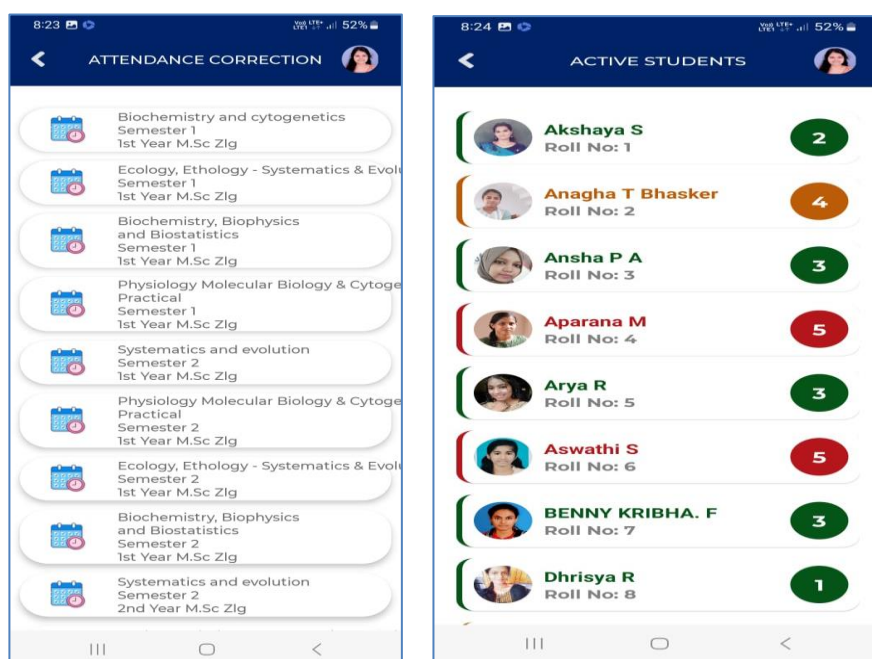 8:23
VoLTE LTE+ 52%
ATTENDANCE CORRECTION
Biochemistry and cytogenetics
Semester 1
1st Year M.Sc Zlg
Ecology, Ethology - Systematics & Evol
Semester 1
1st Year M.Sc Zlg
Biochemistry, Biophysics
and Biostatistics
Semester 1
1st Year M.Sc Zlg
Physiology Molecular Biology & Cytoge
Practical
Semester 1
1st Year M.Sc Zlg
Systematics and evolution
Semester 2
1st Year M.Sc Zlg
Physiology Molecular Biology & Cytoge
Practical
Semester 2
1st Year M.Sc Zlg
Ecology, Ethology - Systematics & Evol
Semester 2
1st Year M.Sc Zlg
Biochemistry, Biophysics
and Biostatistics
Semester 2
1st Year M.Sc Zlg
Systematics and evolution
Semester 2
2nd Year M.Sc Zlg
8:24
LTE+ 52%
ACTIVE STUDENTS
Akshaya S
Roll No: 1
2
Anagha T Bhasker
Roll No: 2
4
Ansha P A
Roll No: 3
3
Aparana M
Roll No: 4
5
Arya R
Roll No: 5
3
Aswathi S
Roll No: 6
5
BENNY KRIBHA. F
Roll No: 7
3
Dhrisya R
Roll No: 8
1